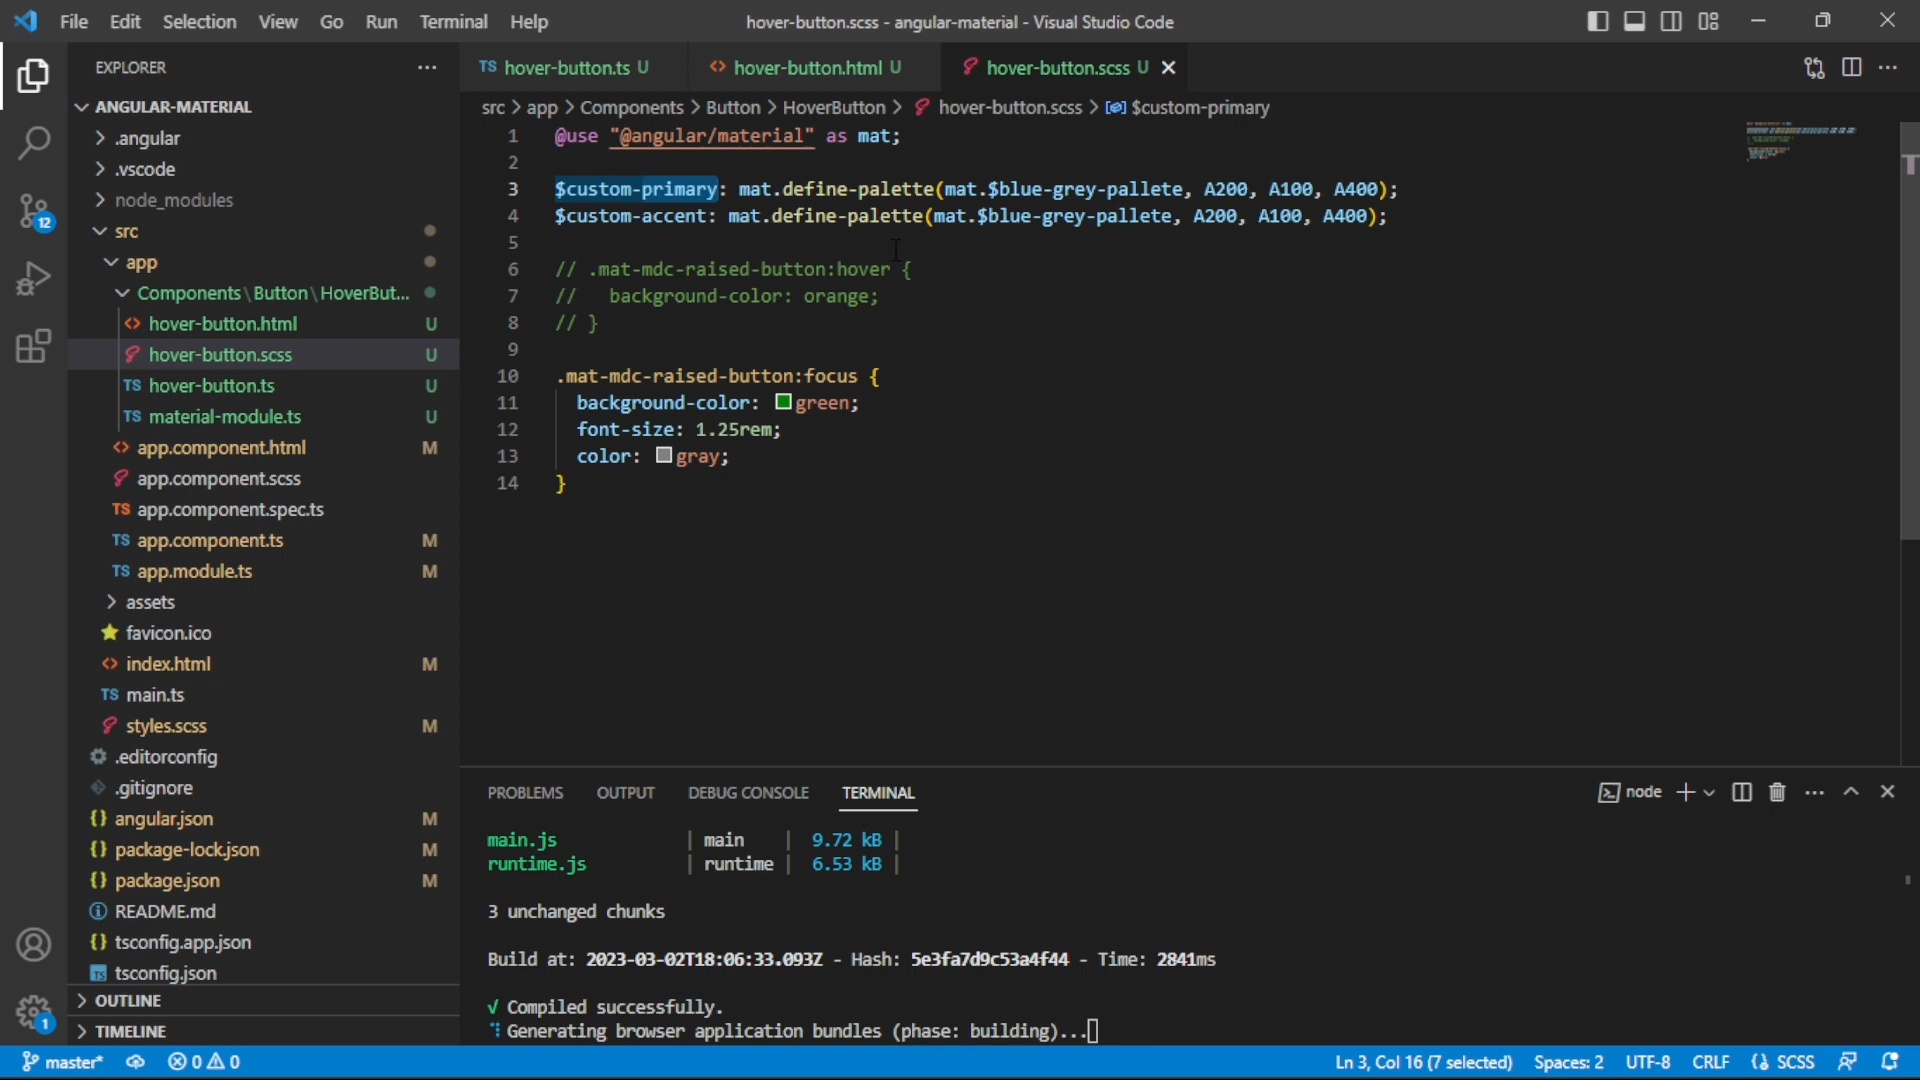 File Edit Selection View Go Run Terminal Help
hover-button.scss - angular-material - Visual Studio Code
EXPLORER
ANGULAR-MATERIAL
.angular
.vscode
node_modules
src
app
Components\Button\HoverBut...
hover-button.html U
hover-button.scss U
TS hover-button.ts U
TS material-module.ts U
app.component.html M
app.component.scss
TS app.component.spec.ts
TS app.component.ts M
TS app.module.ts M
assets
favicon.ico
index.html M
TS main.ts
styles.scss M
.editorconfig
.gitignore
{} angular.json M
{} package-lock.json M
{} package.json M
README.md
{} tsconfig.app.json
TS tsconfig.json
OUTLINE
TIMELINE
12
1
TS hover-button.ts U
<> hover-button.html U
hover-button.scss U
src > app > Components > Button > HoverButton > hover-button.scss > $custom-primary
1 @use "@angular/material" as mat;
2
3 $custom-primary: mat.define-palette(mat.$blue-grey-pallete, A200, A100, A400);
4 $custom-accent: mat.define-palette(mat.$blue-grey-pallete, A200, A100, A400);
5
6 // .mat-mdc-raised-button:hover {
7 //   background-color: orange;
8 // }
9
10 .mat-mdc-raised-button:focus {
11   background-color: green;
12   font-size: 1.25rem;
13   color: gray;
14 }
PROBLEMS OUTPUT DEBUG CONSOLE TERMINAL
node
main.js | main | 9.72 kB |
runtime.js | runtime | 6.53 kB |
3 unchanged chunks
Build at: 2023-03-02T18:06:33.093Z - Hash: 5e3fa7d9c53a4f44 - Time: 2841ms
√ Compiled successfully.
Generating browser application bundles (phase: building)...
master* 0 0
Ln 3, Col 16 (7 selected) Spaces: 2 UTF-8 CRLF {} SCSS